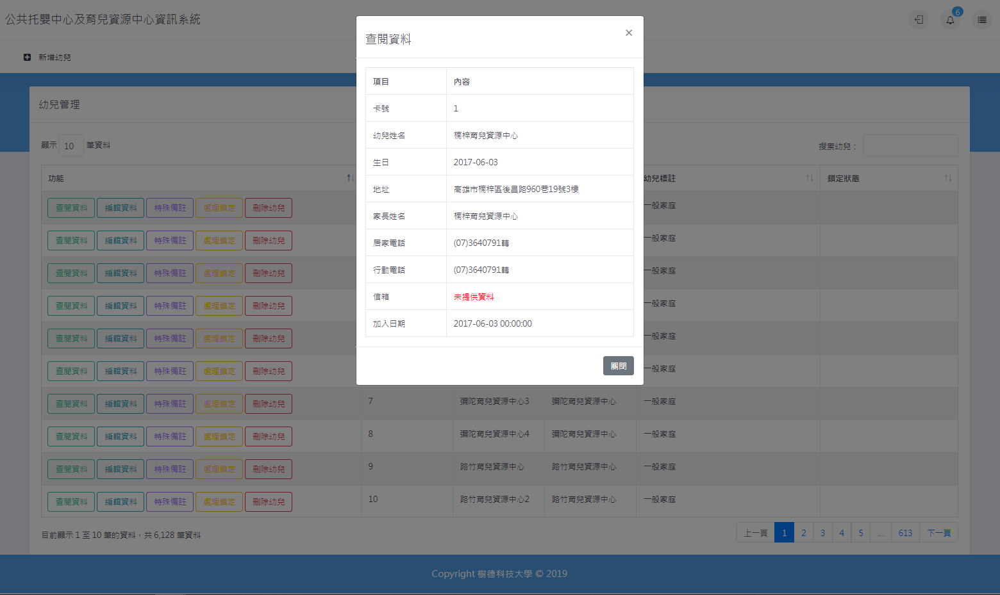 公共托嬰中心及育兒資源中心資訊系統
6
新增幼兒
幼兒管理
顯示 10 筆資料
搜索幼兒：
功能
幼兒標註
鎖定狀態
查閱資料 編輯資料 特殊備註 處理鎖定 刪除幼兒
一般家庭
查閱資料 編輯資料 特殊備註 處理鎖定 刪除幼兒
一般家庭
查閱資料 編輯資料 特殊備註 處理鎖定 刪除幼兒
一般家庭
查閱資料 編輯資料 特殊備註 處理鎖定 刪除幼兒
一般家庭
查閱資料 編輯資料 特殊備註 處理鎖定 刪除幼兒
一般家庭
查閱資料 編輯資料 特殊備註 處理鎖定 刪除幼兒
一般家庭
查閱資料 編輯資料 特殊備註 處理鎖定 刪除幼兒 7 彌陀育兒資源中心3 彌陀育兒資源中心 一般家庭
查閱資料 編輯資料 特殊備註 處理鎖定 刪除幼兒 8 彌陀育兒資源中心4 彌陀育兒資源中心 一般家庭
查閱資料 編輯資料 特殊備註 處理鎖定 刪除幼兒 9 路竹育兒資源中心 路竹育兒資源中心 一般家庭
查閱資料 編輯資料 特殊備註 處理鎖定 刪除幼兒 10 路竹育兒資源中心2 路竹育兒資源中心 一般家庭
目前顯示 1 至 10 筆的資料，共 6,128 筆資料
上一頁 1 2 3 4 5 ... 613 下一頁
Copyright 樹德科技大學 © 2019
查閱資料
×
項目 內容
卡號 1
幼兒姓名 楠梓育兒資源中心
生日 2017-06-03
地址 高雄市楠梓區後昌路960巷19號3樓
家長姓名 楠梓育兒資源中心
居家電話 (07)3640791轉
行動電話 (07)3640791轉
信箱 未提供資料
加入日期 2017-06-03 00:00:00
關閉